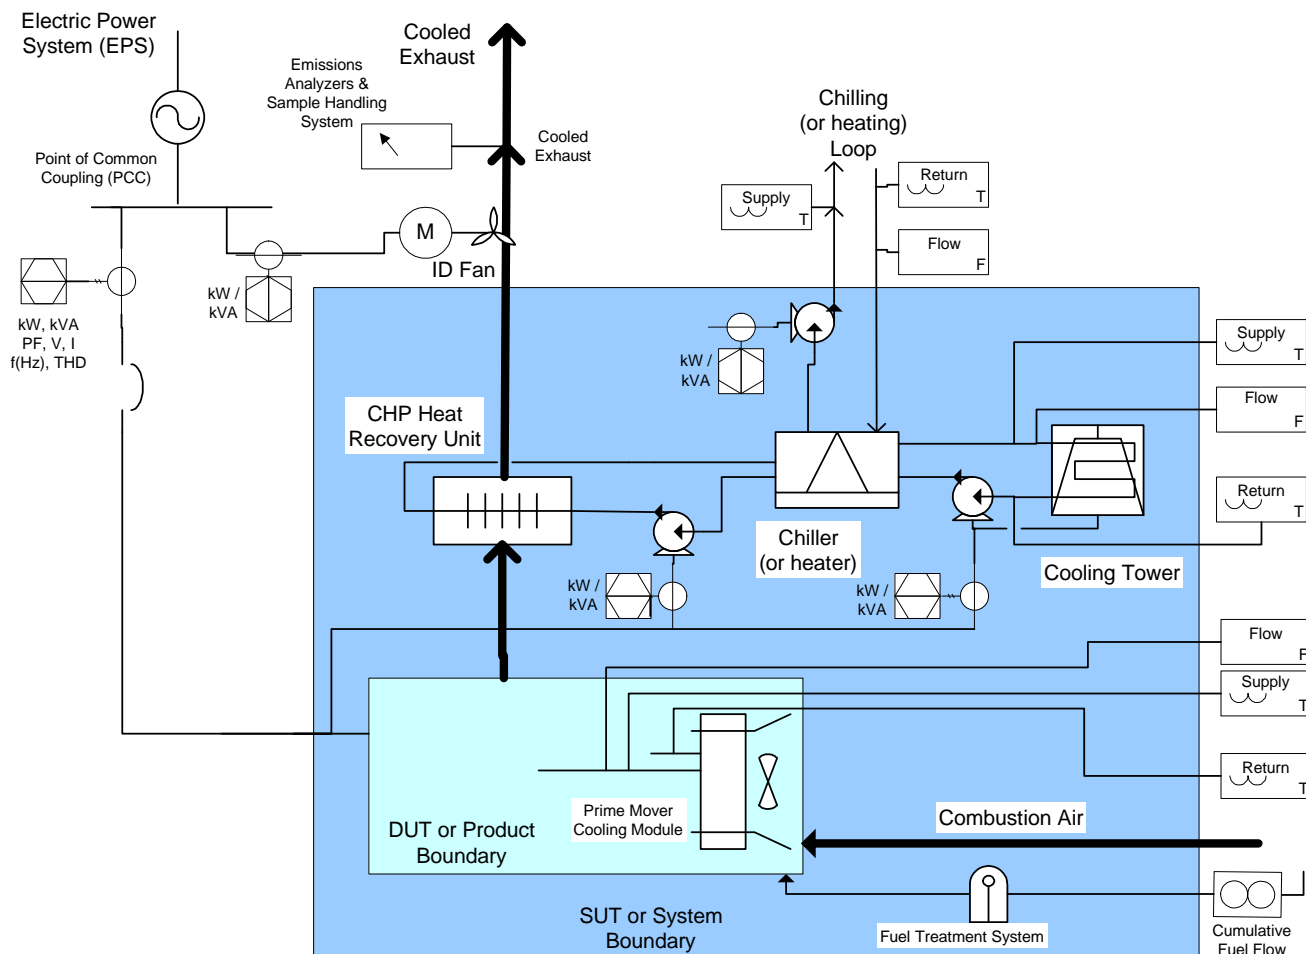 Electric Power
System (EPS)
Cooled
Exhaust
Emissions
Analyzers &
Sample Handling
System
Cooled
Exhaust
Point of Common
Coupling (PCC)
Chilling
(or heating)
Loop
Supply
T
Return
T
Flow
F
M
ID Fan
kW /
kVA
kW, kVA
PF, V, I
f(Hz), THD
kW /
kVA
Supply
T
Flow
F
CHP Heat
Recovery Unit
Return
T
Chiller
(or heater)
Cooling Tower
kW /
kVA
kW /
kVA
Flow
F
Supply
T
Return
T
Prime Mover
Cooling Module
DUT or Product
Boundary
Combustion Air
SUT or System
Boundary
Fuel Treatment System
Cumulative
Fuel Flow